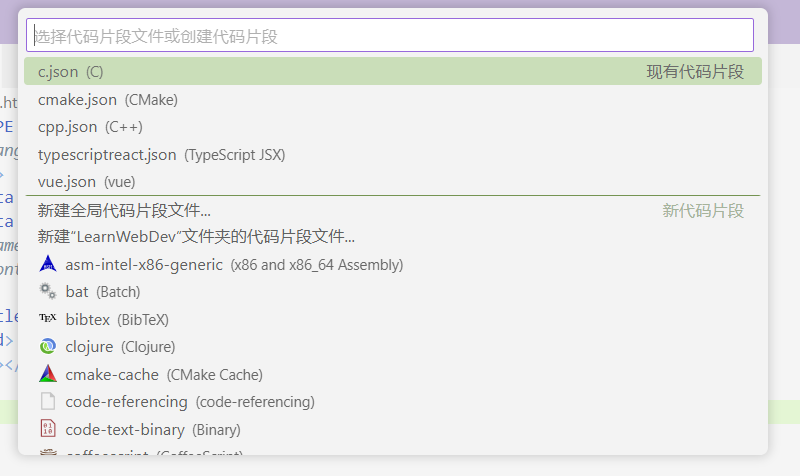 选择代码片段文件或创建代码片段
c.json (C) 现有代码片段
cmake.json (CMake)
cpp.json (C++)
typescriptreact.json (TypeScript JSX)
vue.json (vue)
新建全局代码片段文件... 新代码片段
新建“LearnWebDev”文件夹的代码片段文件...
asm-intel-x86-generic (x86 and x86_64 Assembly)
bat (Batch)
TEX bibtex (BibTeX)
clojure (Clojure)
cmake-cache (CMake Cache)
code-referencing (code-referencing)
code-text-binary (Binary)